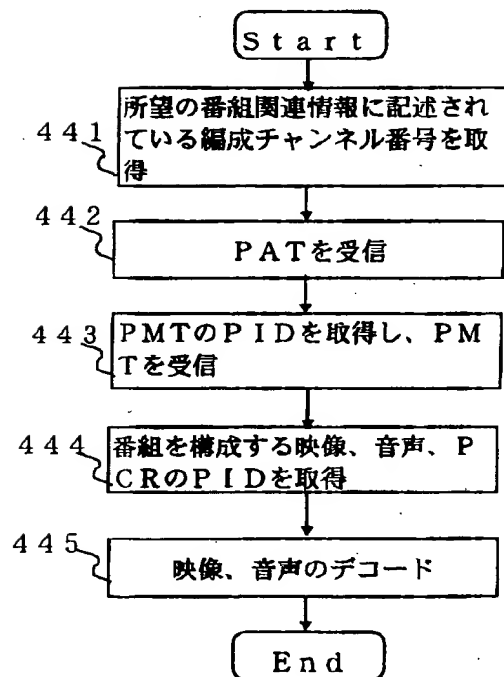 Start
所望の番組関連情報に記述され
441
ている編成チャンネル番号を取
得
442
PATを受信
443
PMTのPIDを取得し、PM
Tを受信
444
番組を構成する映像、音声、P
CRのPIDを取得
445
映像、音声のデコード
End